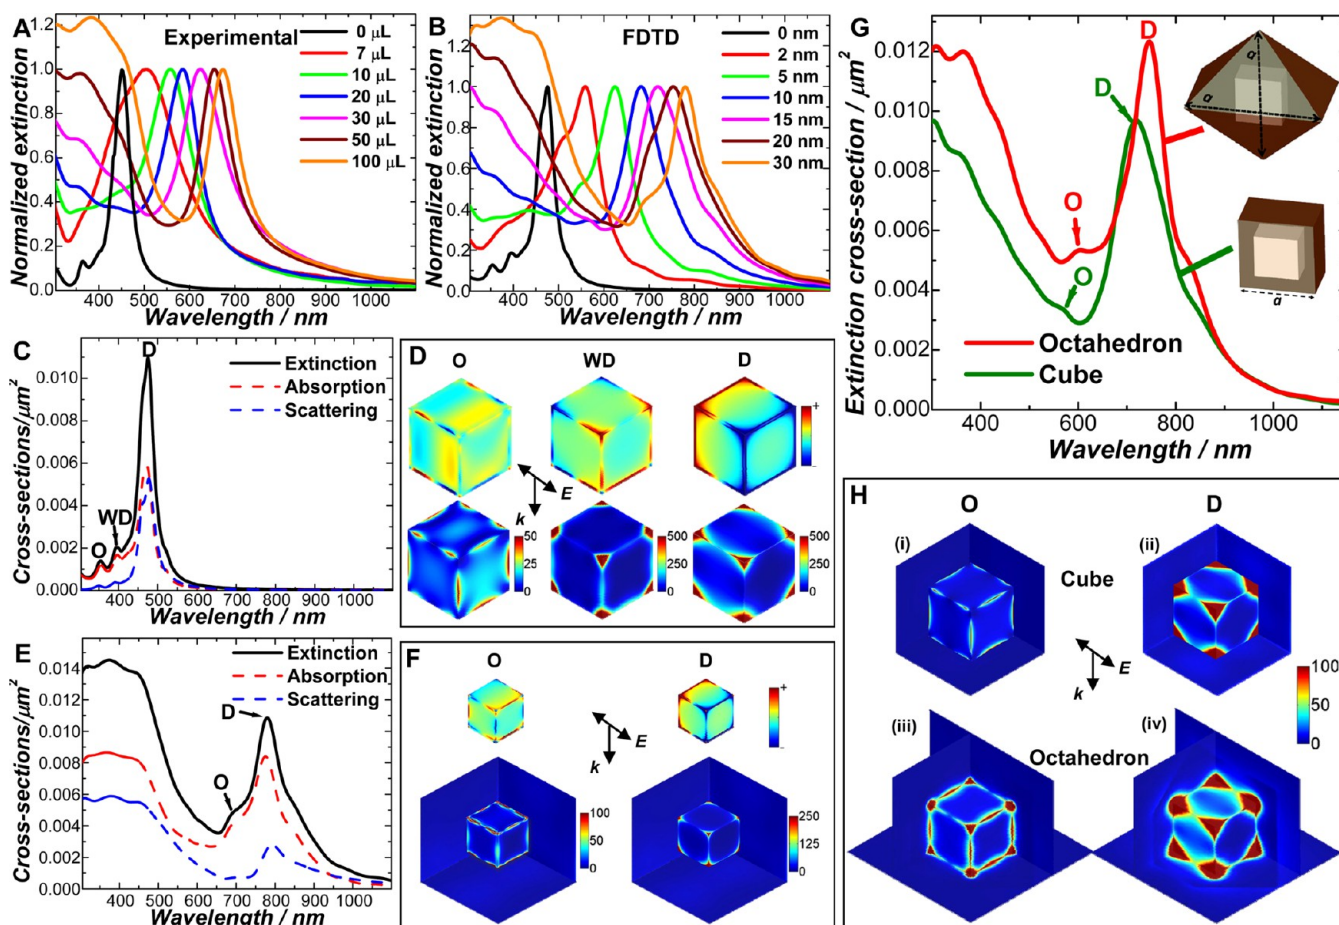 A
Experimental
Normalized extinction
1.2
1.0
0.8
0.6
0.4
0.2
0.0
0 μL
7 μL
10 μL
20 μL
30 μL
50 μL
100 μL
400 500 600 700 800 900 1000
Wavelength / nm
B
FDTD
Normalized extinction
1.2
1.0
0.8
0.6
0.4
0.2
0.0
0 nm
2 nm
5 nm
10 nm
15 nm
20 nm
30 nm
400 500 600 700 800 900 1000
Wavelength / nm
C
Cross-sections/μm²
0.010
0.008
0.006
0.004
0.002
0.000
D
WD
O
Extinction
Absorption
Scattering
400 500 600 700 800 900 1000
Wavelength / nm
D
O
WD
D
+
-
E
k
50
25
0
500
250
0
500
250
0
E
Cross-sections/μm²
0.014
0.012
0.010
0.008
0.006
0.004
0.002
0.000
Extinction
Absorption
Scattering
D
O
400 500 600 700 800 900 1000
Wavelength / nm
F
O
D
+
-
E
k
100
50
0
250
125
0
G
Extinction cross-section / μm²
0.012
0.010
0.008
0.006
0.004
0.002
0.000
D
D
O
O
a
a
a
Octahedron
Cube
400 600 800 1000
Wavelength / nm
H
O
D
(i)
Cube
(ii)
E
k
100
50
0
(iii)
Octahedron
(iv)